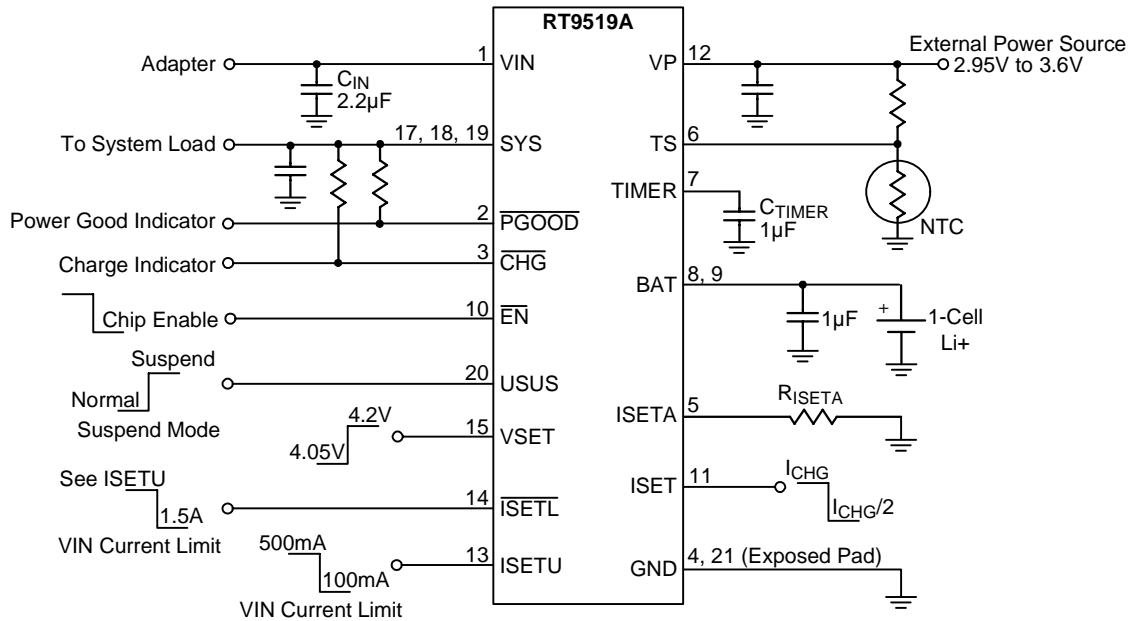 RT9519A
Adapter
1
VIN
C_IN
2.2µF
To System Load
17, 18, 19
SYS
Power Good Indicator
2
PGOOD
Charge Indicator
3
CHG
Chip Enable
10
EN
Suspend
Normal
Suspend Mode
20
USUS
4.2V
4.05V
15
VSET
See ISETU
1.5A
VIN Current Limit
14
ISETL
500mA
100mA
VIN Current Limit
13
ISETU
VP
12
External Power Source
2.95V to 3.6V
TS
6
TIMER
7
C_TIMER
1µF
NTC
BAT
8, 9
1µF
+
1-Cell
Li+
ISETA
5
R_ISETA
ISET
11
I_CHG
I_CHG/2
GND
4, 21 (Exposed Pad)